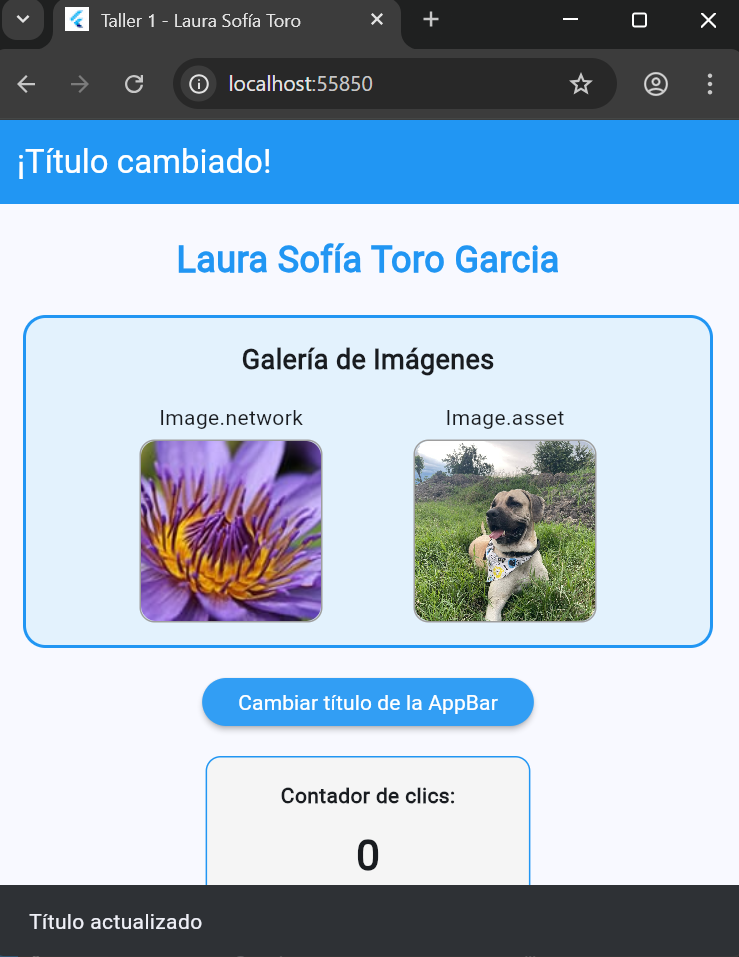 Taller 1 - Laura Sofía Toro
localhost:55850
¡Título cambiado!
Laura Sofía Toro Garcia
Galería de Imágenes
Image.network
Image.asset
Cambiar título de la AppBar
Contador de clics:
0
Título actualizado